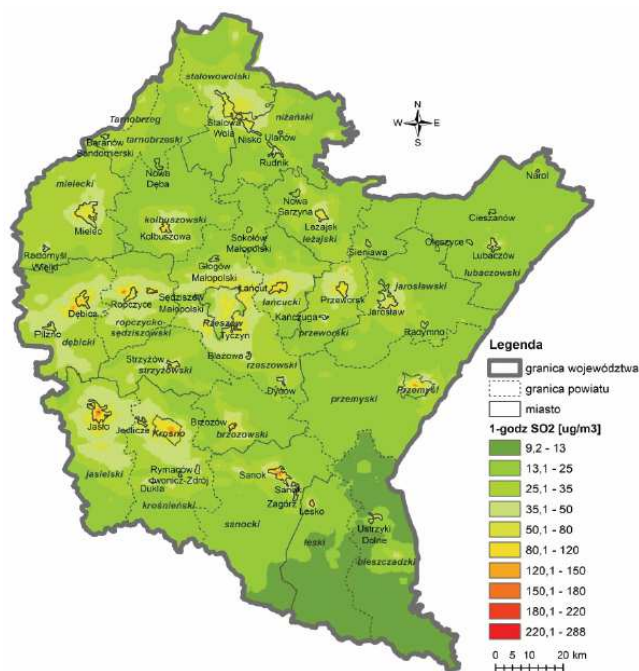 stalowowolski
Tarnobrzeg
tarnobrzeski
Stalowa
Wola
niżański
Nisko
Ulanów
Rudnik
Baranów
Sandomierski
Nowa
Dęba
N
W E
S
mielecki
Mielec
kolbuszowski
Kolbuszowa
Nowa
Sarzyna
Leżajsk
leżajski
Narol
Cieszanów
Oleszyce
Lubaczów
lubaczowski
Radomyśl
Wielki
Sokołów
Małopolski
Sieniawa
Głogów
Małopolski
Dębica
Ropczyce
Sędziszów
Małopolski
Łańcut
łańcucki
Przeworsk
jarosławski
Jarosław
Pilzno
dębicki
ropczycko-
sędziszowski
Rzeszów
Tyczyn
Kańczuga
przeworski
Radymno
Strzyżów
strzyżowski
Błażowa
rzeszowski
Dynów
przemyski
Przemyśl
Jasło
Jedlicze
Krosno
Brzozów
brzozowski
jasielski
Rymanów
Iwonicz-Zdrój
Dukla
krośnieński
Sanok
Sanok
Zagórz
Lesko
sanocki
leski
Ustrzyki
Dolne
bieszczadzki
Legenda
granica województwa
granica powiatu
miasto
1-godz SO2 [ug/m3]
9,2 - 13
13,1 - 25
25,1 - 35
35,1 - 50
50,1 - 80
80,1 - 120
120,1 - 150
150,1 - 180
180,1 - 220
220,1 - 288
0 5 10 20 km